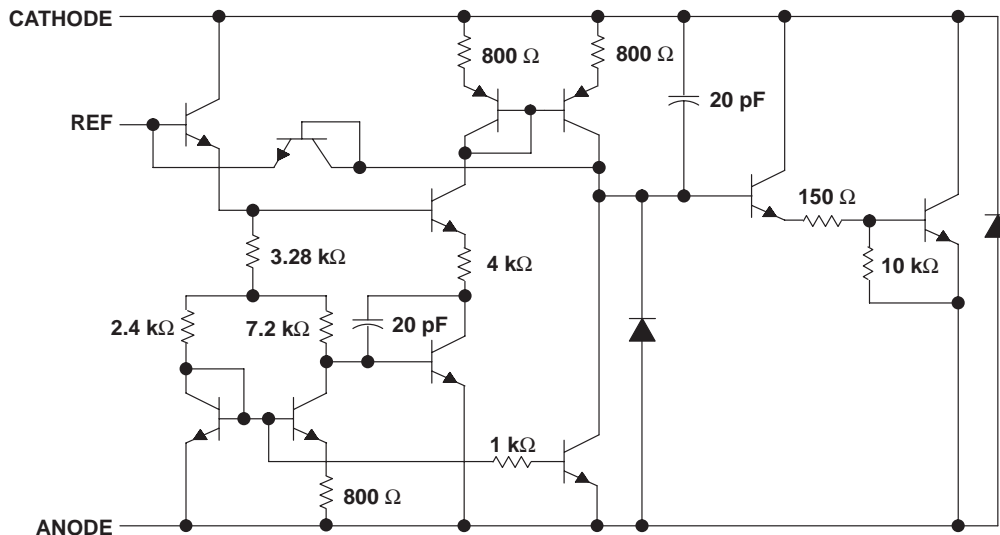 CATHODE
800 Ω
800 Ω
20 pF
REF
150 Ω
3.28 kΩ
4 kΩ
10 kΩ
2.4 kΩ
7.2 kΩ
20 pF
1 kΩ
800 Ω
ANODE